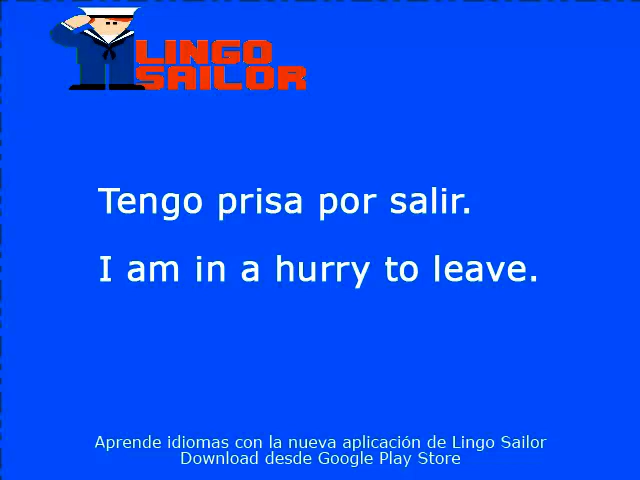 LINGO
SAILOR
Tengo prisa por salir.
I am in a hurry to leave.
Aprende idiomas con la nueva aplicación de Lingo Sailor
Download desde Google Play Store